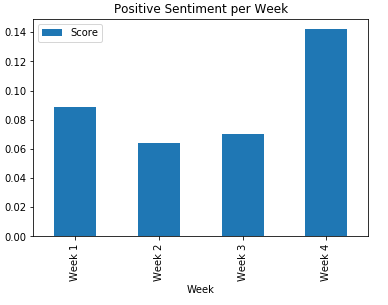 Positive Sentiment per Week
Score
0.14
0.12
0.10
0.08
0.06
0.04
0.02
0.00
Week 1
Week 2
Week 3
Week 4
Week